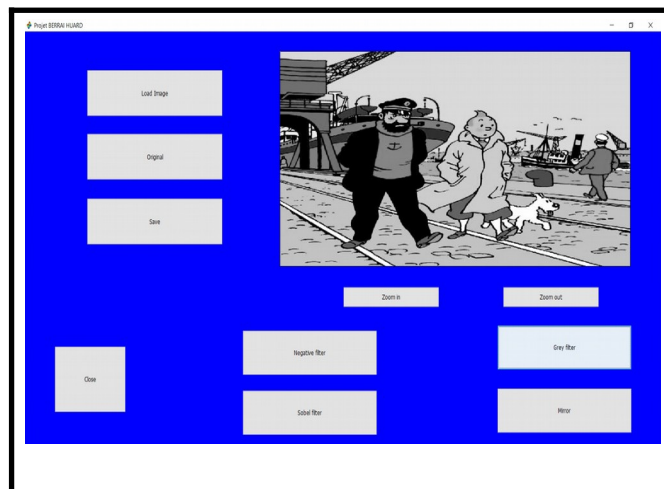 Projet BERRAI HUARD
Load Image
Original
Save
Zoom in
Zoom out
Negative filter
Grey filter
Close
Sobel filter
Mirror